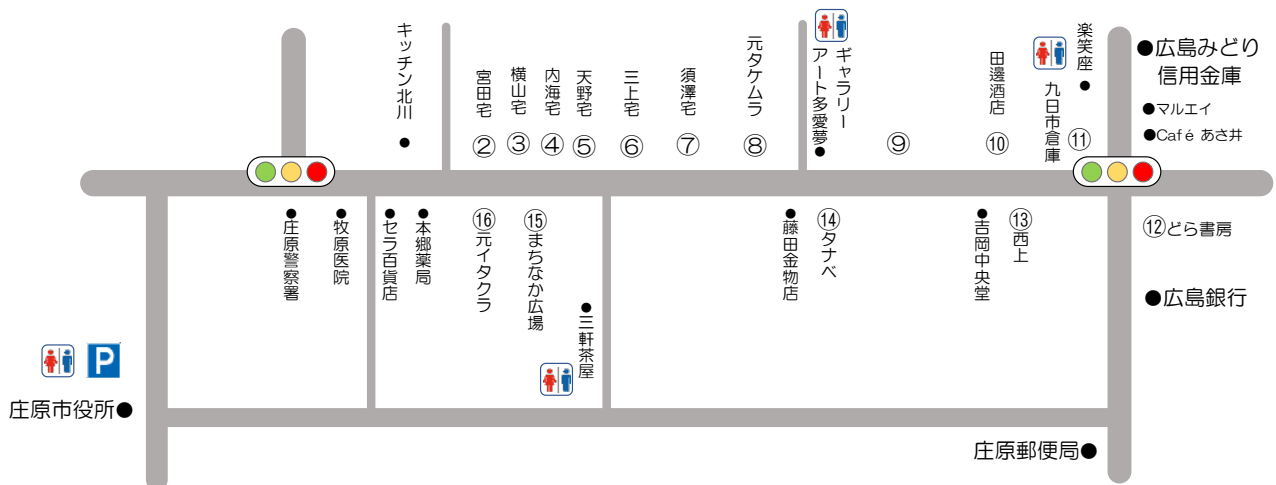 キッチン北川
宮田宅
②
横山宅
③
内海宅
④
天野宅
⑤
三上宅
⑥
須澤宅
⑦
元タケムラ
⑧
ギャラリー
アート多愛夢
⑨
田邊酒店
⑩
九日市倉庫
楽笑座
⑪
広島みどり
信用金庫
マルエイ
Café あさ井
庄原警察署
牧原医院
セラ百貨店
本郷薬局
⑯元イタクラ
⑮まちなか広場
三軒茶屋
藤田金物店
⑭タナベ
吉岡中央堂
⑬西上
⑫どら書房
広島銀行
P
庄原市役所
庄原郵便局